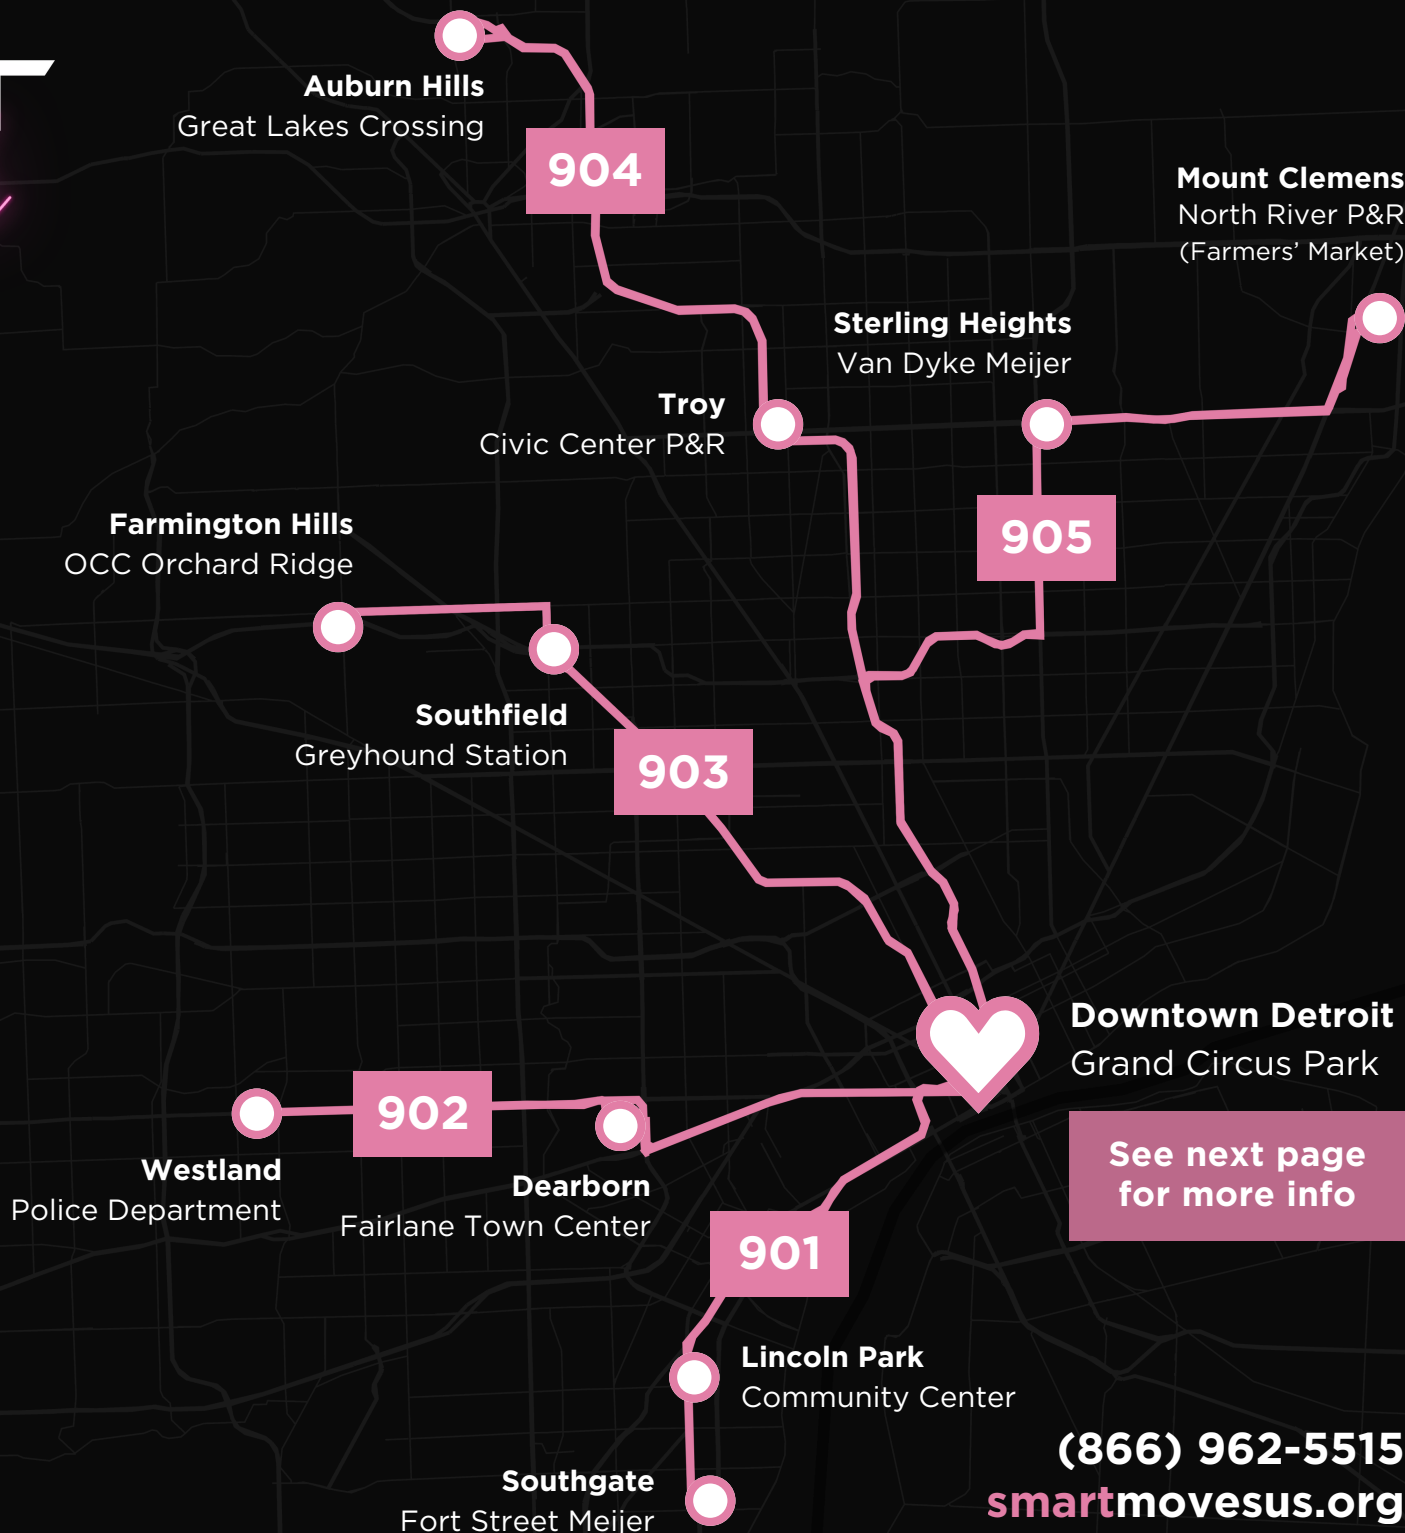 Auburn Hills
Great Lakes Crossing
904
Mount Clemens
North River P&R
(Farmers’ Market)
Sterling Heights
Van Dyke Meijer
Troy
Civic Center P&R
905
Farmington Hills
OCC Orchard Ridge
Southfield
Greyhound Station
903
Downtown Detroit
Grand Circus Park
902
Westland
Police Department
Dearborn
Fairlane Town Center
See next page
for more info
901
Lincoln Park
Community Center
Southgate
Fort Street Meijer
(866) 962-5515
smartmovesus.org